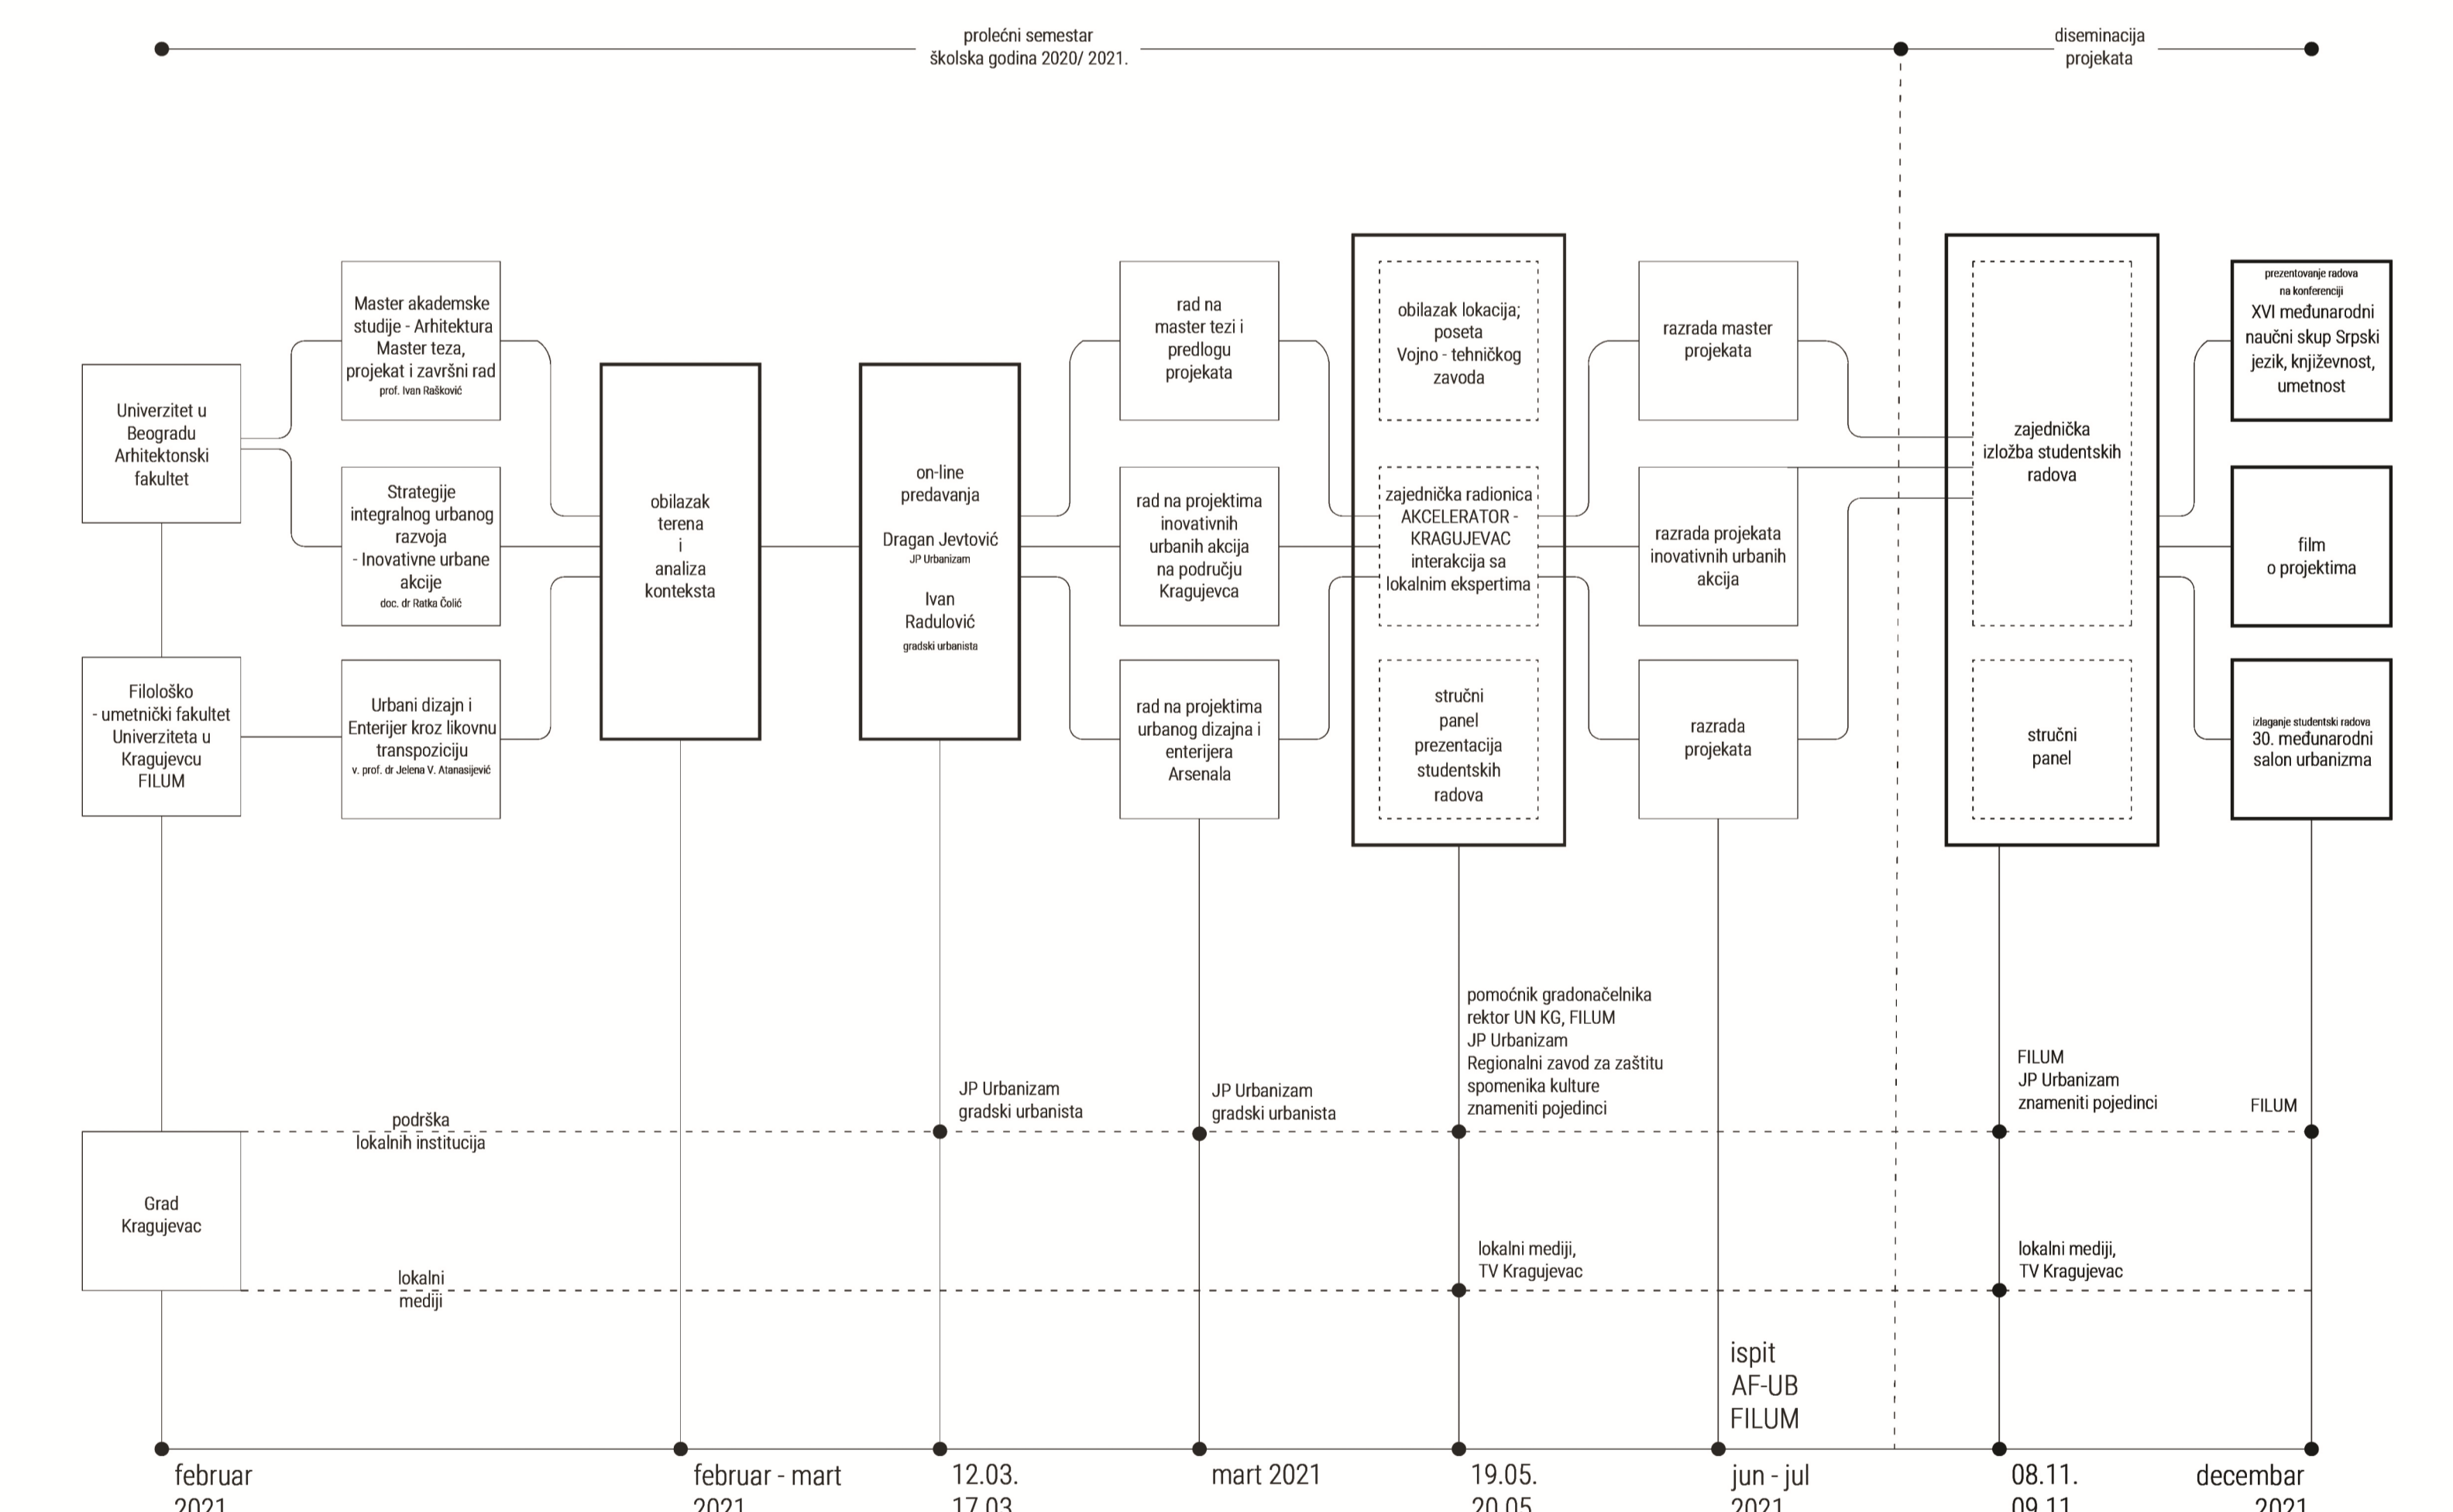 prolećni semestar
školska godina 2020/ 2021.
diseminacija
projekata
Univerzitet u
Beogradu
Arhitektonski
fakultet
Filološko
- umetnički fakultet
Univerziteta u
Kragujevcu
FILUM
Master akademske
studije - Arhitektura
Master teza,
projekat i završni rad
prof. Ivan Rašković
Strategije
integralnog urbanog
razvoja
- Inovativne urbane
akcije
doc. dr Ratka Čolić
Urbani dizajn i
Enterijer kroz likovnu
transpoziciju
v. prof. dr Jelena V. Atanasijević
obilazak
terena
i
analiza
konteksta
on-line
predavanja
Dragan Jevtović
JP Urbanizam
Ivan
Radulović
gradski urbanista
rad na
master tezi i
predlogu
projekata
rad na projektima
inovativnih
urbanih akcija
na području
Kragujevca
rad na projektima
urbanog dizajna i
enterijera
Arsenala
obilazak lokacija;
poseta
Vojno - tehničkog
zavoda
zajednička radionica
AKCELERATOR -
KRAGUJEVAC
interakcija sa
lokalnim ekspertima
stručni
panel
prezentacija
studentskih
radova
razrada master
projekata
razrada projekata
inovativnih urbanih
akcija
razrada
projekata
zajednička
izložba studentskih
radova
stručni
panel
prezentovanje radova
na konferenciji
XVI međunarodni
naučni skup Srpski
jezik, književnost,
umetnost
film
o projektima
izlaganje studentski radova
30. međunarodni
salon urbanizma
Grad
Kragujevac
podrška
lokalnih institucija
lokalni
mediji
JP Urbanizam
gradski urbanista
JP Urbanizam
gradski urbanista
pomoćnik gradonačelnika
rektor UN KG, FILUM
JP Urbanizam
Regionalni zavod za zaštitu
spomenika kulture
znameniti pojedinci
FILUM
JP Urbanizam
znameniti pojedinci
FILUM
lokalni mediji,
TV Kragujevac
lokalni mediji,
TV Kragujevac
ispit
AF-UB
FILUM
februar
2021
februar - mart
2021
12.03.
17.03
mart 2021
19.05.
20.05
jun - jul
2021
08.11.
09.11
decembar
2021